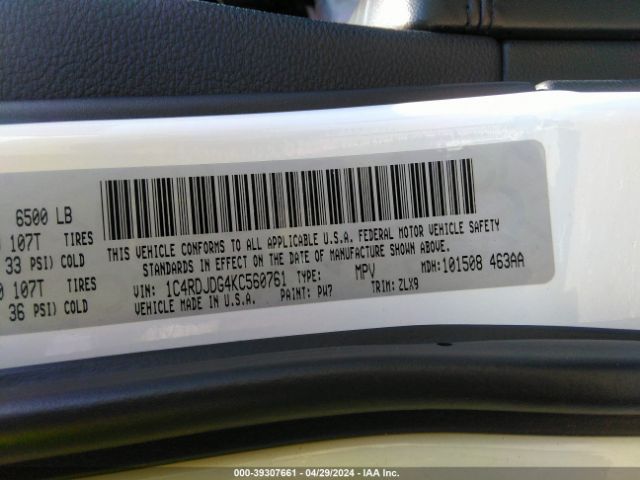 6500 LB
107T TIRES
33 PSI) COLD
107T TIRES
36 PSI) COLD
THIS VEHICLE CONFORMS TO ALL APPLICABLE U.S.A. FEDERAL MOTOR VEHICLE SAFETY
STANDARDS IN EFFECT ON THE DATE OF MANUFACTURE SHOWN ABOVE.
VIN: 1C4RDJDG4KC560761 TYPE: MPV MDH: 101508 463AA
MADE IN U.S.A. PAINT: PW7 TRIM: ZLX9
000-39307661 - 04/29/2024 - IAA Inc.